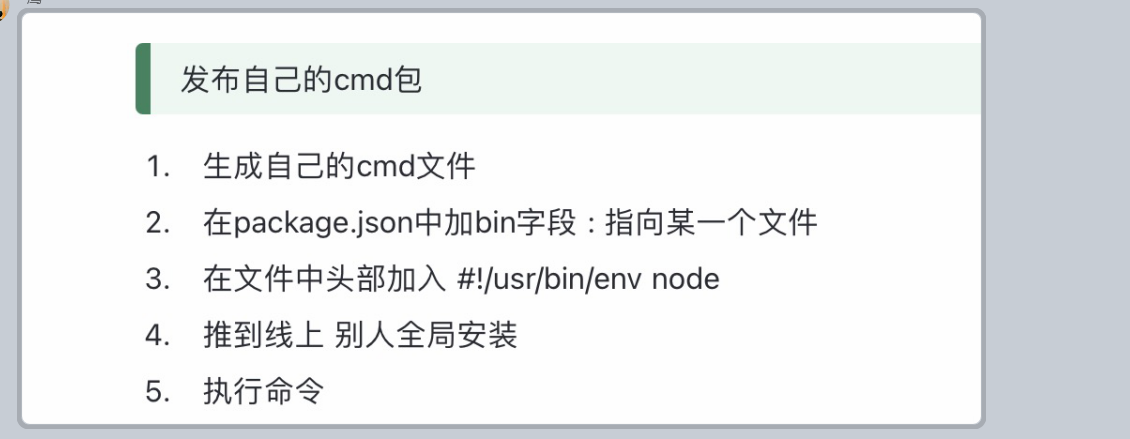 发布自己的cmd包
1. 生成自己的cmd文件
2. 在package.json中加bin字段：指向某一个文件
3. 在文件中头部加入 #!/usr/bin/env node
4. 推到线上 别人全局安装
5. 执行命令